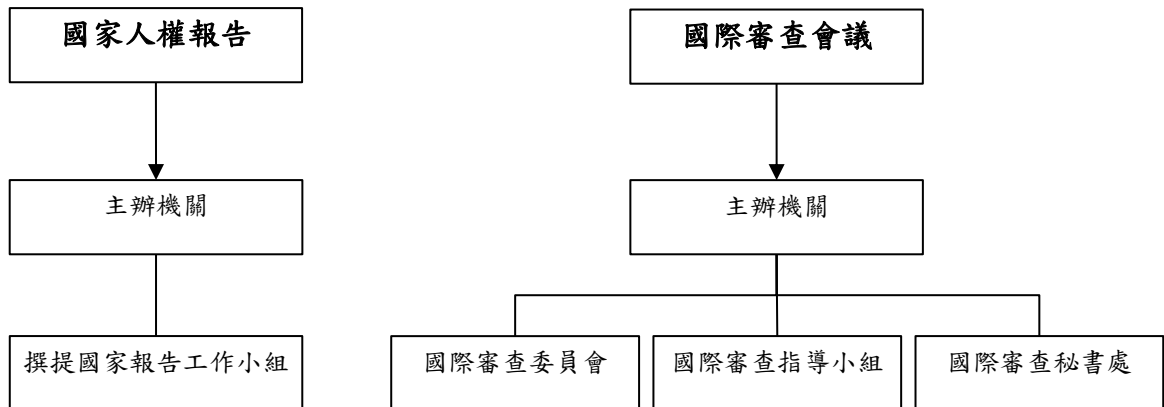 國家人權報告
國際審查會議
主辦機關
主辦機關
撰提國家報告工作小組
國際審查委員會
國際審查指導小組
國際審查秘書處